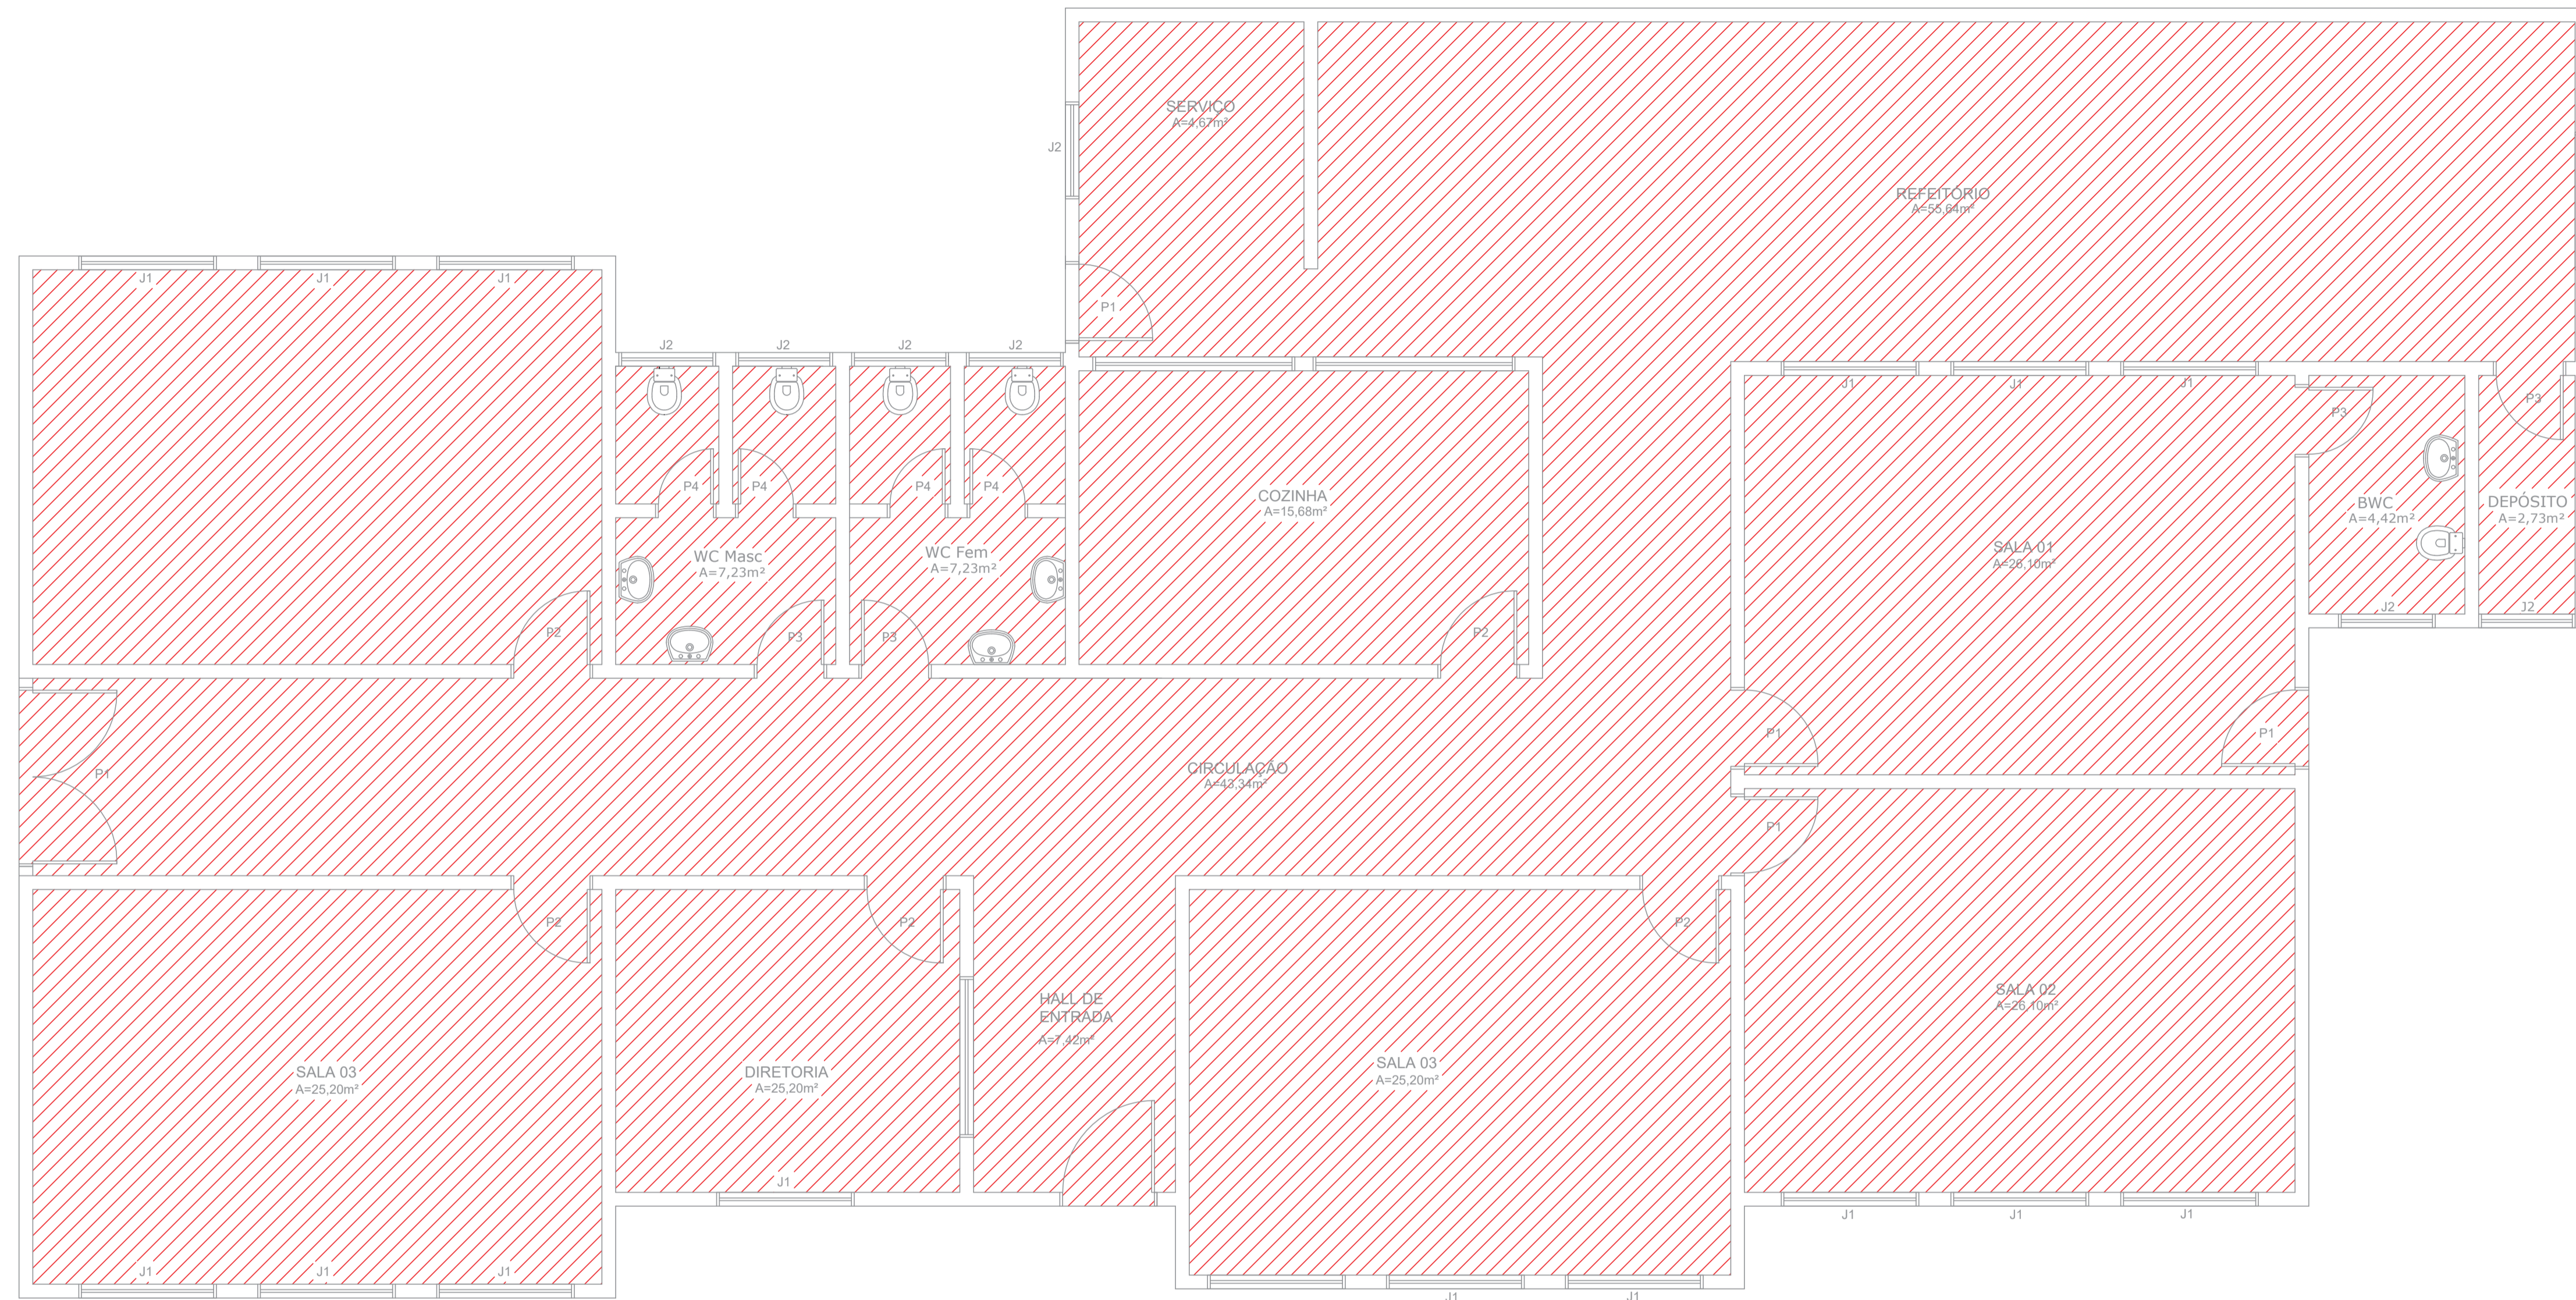 SERVIÇO
A=4,67m²
J2
REFEITÓRIO
A=55,64m²
J1
J1
J1
P1
J2
J2
J2
J2
J1
J1
J1
P3
P3
P4
P4
P4
P4
COZINHA
A=15,68m²
BWC
A=4,42m²
DEPÓSITO
A=2,73m²
WC Masc
A=7,23m²
WC Fem
A=7,23m²
SALA 01
A=26,10m²
J2
J2
P2
P3
P3
P2
P1
P1
P1
CIRCULAÇÃO
A=43,34m²
P1
P2
P2
P2
HALL DE
ENTRADA
A=7,42m²
SALA 02
A=26,10m²
SALA 03
A=25,20m²
DIRETORIA
A=25,20m²
SALA 03
A=25,20m²
J1
J1
J1
J1
J1
J1
J1
J1
J1